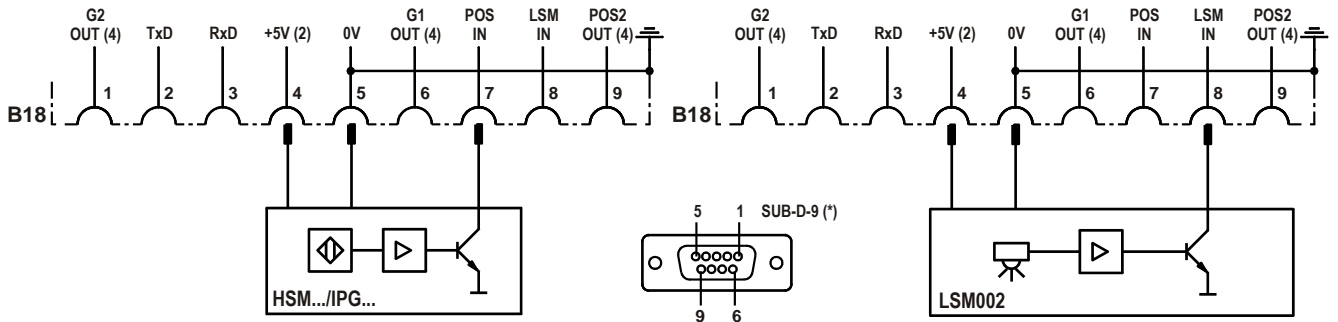 G2 OUT (4) TxD RxD +5V (2) 0V G1 OUT (4) POS IN LSM IN POS2 OUT (4)
B18 1 2 3 4 5 6 7 8 9
HSM.../IPG...
G2 OUT (4) TxD RxD +5V (2) 0V G1 OUT (4) POS IN LSM IN POS2 OUT (4)
B18 1 2 3 4 5 6 7 8 9
LSM002
5 1 SUB-D-9 (*)
9 6